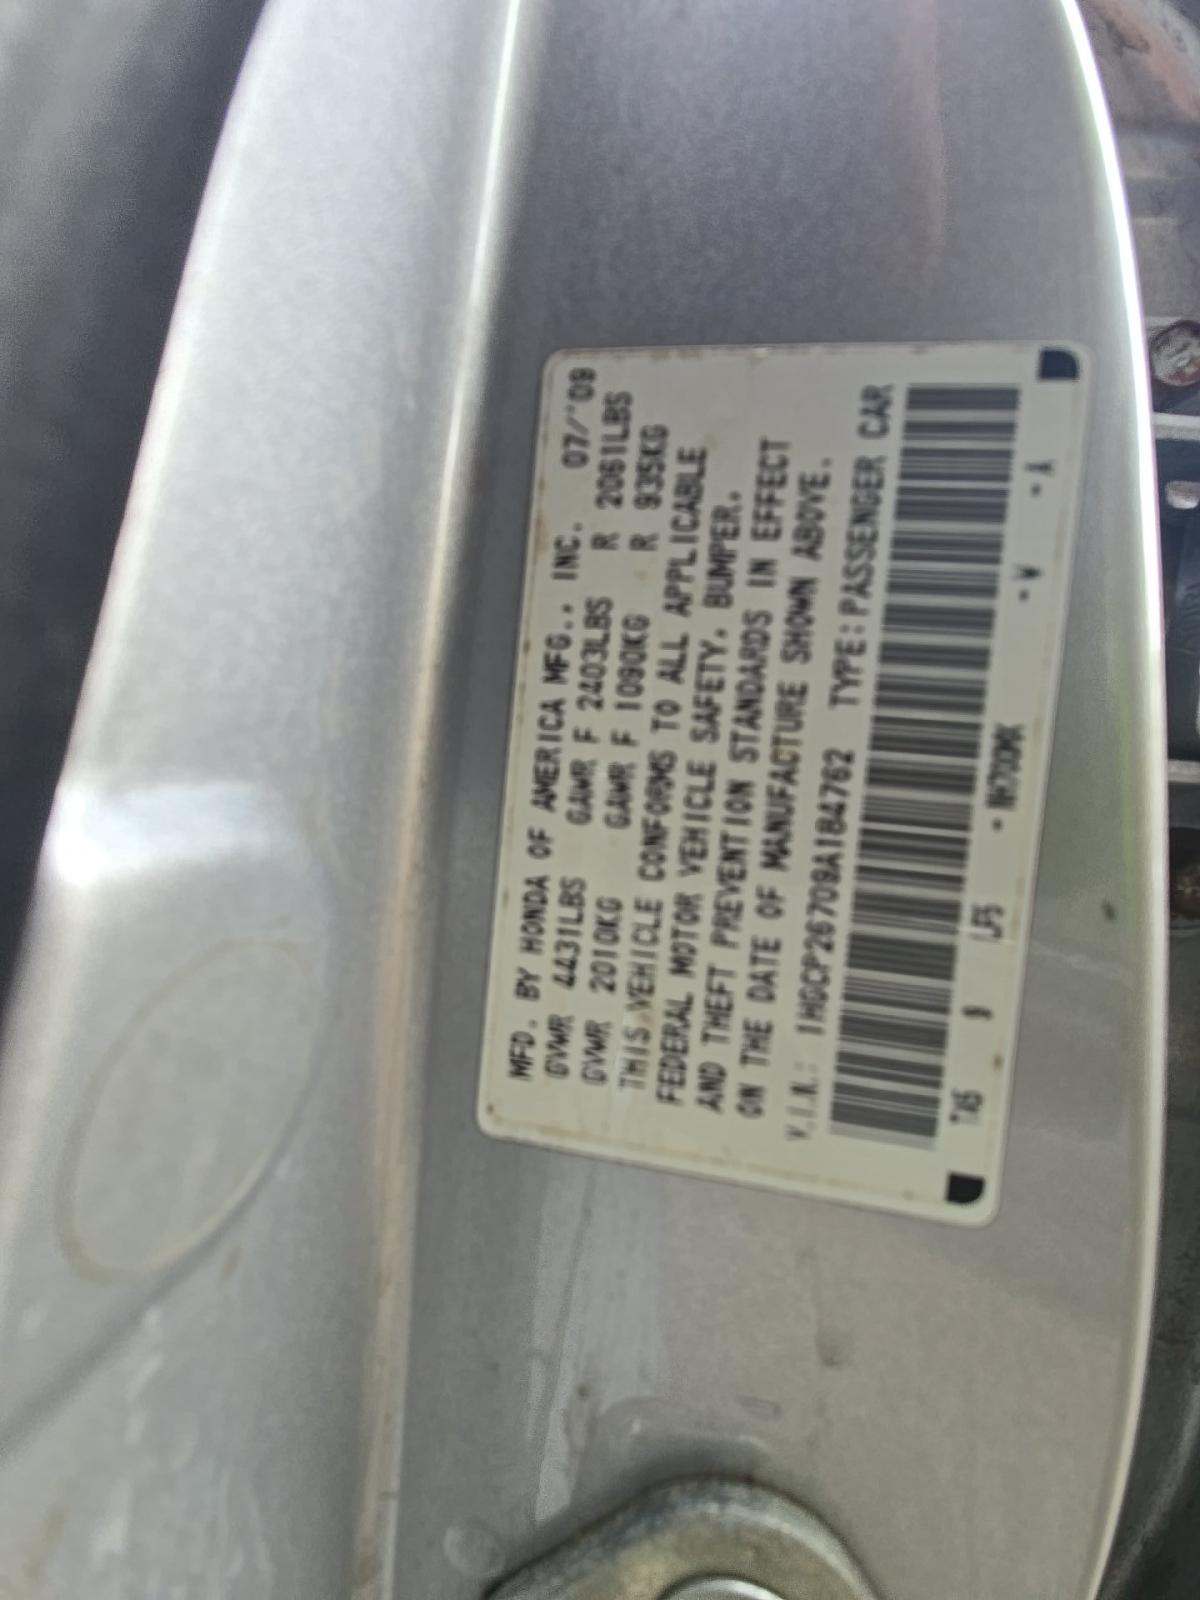 MFD. BY HONDA OF AMERICA MFG., INC. 07/'09
GVWR 4431LBS GAWR F 2403LBS R 2061LBS
GVWR 2010KG GAWR F 1090KG R 935KG
THIS VEHICLE CONFORMS TO ALL APPLICABLE
FEDERAL MOTOR VEHICLE SAFETY, BUMPER,
AND THEFT PREVENTION STANDARDS IN EFFECT
ON THE DATE OF MANUFACTURE SHOWN ABOVE.
V.I.N.: 1HGCP26709A184762 TYPE:PASSENGER CAR
- NH700MX - W - A